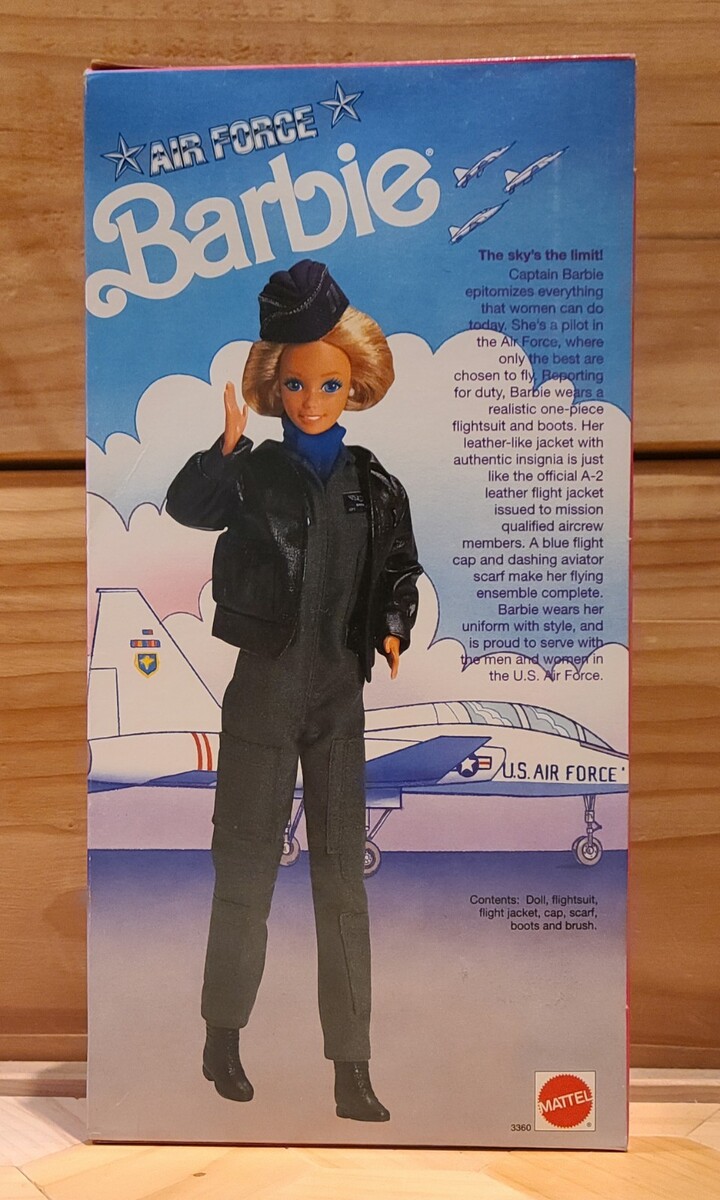 AIR FORCE
Barbie®
The sky's the limit!
Captain Barbie
epitomizes everything
that women can do
today. She's a pilot in
the Air Force, where
only the best are
chosen to fly. Reporting
for duty, Barbie wears a
realistic one-piece
flightsuit and boots. Her
leather-like jacket with
authentic insignia is just
like the official A-2
leather flight jacket
issued to mission
qualified aircrew
members. A blue flight
cap and dashing aviator
scarf make her flying
ensemble complete.
Barbie wears her
uniform with style, and
is proud to serve with
the men and women in
the U.S. Air Force.
U.S. AIR FORCE
Contents: Doll, flightsuit,
flight jacket, cap, scarf,
boots and brush.
MATTEL®
3360